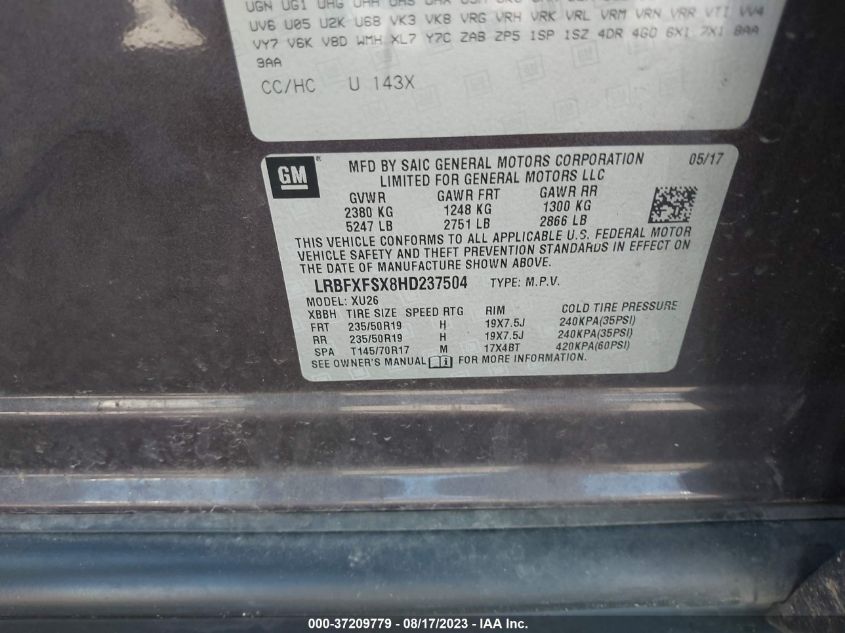 UGN UG1 UHG
UV6 U05 U2K U68 VK3 VK8 VRG VRH VRK VRL VRM VRN VRR VTI VV4
VY7 V6K V8D WMH XL7 Y7C ZAB ZP5 1SP 1SZ 4DR 4GO 6X1 7X1 8AA
9AA
CC/HC U 143X
GM ®
MFD BY SAIC GENERAL MOTORS CORPORATION 05/17
LIMITED FOR GENERAL MOTORS LLC
GVWR GAWR FRT GAWR RR
2380 KG 1248 KG 1300 KG
5247 LB 2751 LB 2866 LB
THIS VEHICLE CONFORMS TO ALL APPLICABLE U.S. FEDERAL MOTOR
VEHICLE SAFETY AND THEFT PREVENTION STANDARDS IN EFFECT ON
THE DATE OF MANUFACTURE SHOWN ABOVE.
LRBFXFSX8HD237504 TYPE: M.P.V.
MODEL: XU26
XBBH TIRE SIZE SPEED RTG RIM COLD TIRE PRESSURE
FRT 235/50R19 H 19X7.5J 240KPA(35PSI)
RR 235/50R19 H 19X7.5J 240KPA(35PSI)
SPA T145/70R17 M 17X4BT 420KPA(60PSI)
SEE OWNER'S MANUAL FOR MORE INFORMATION.
000-37209779 - 08/17/2023 - IAA Inc.